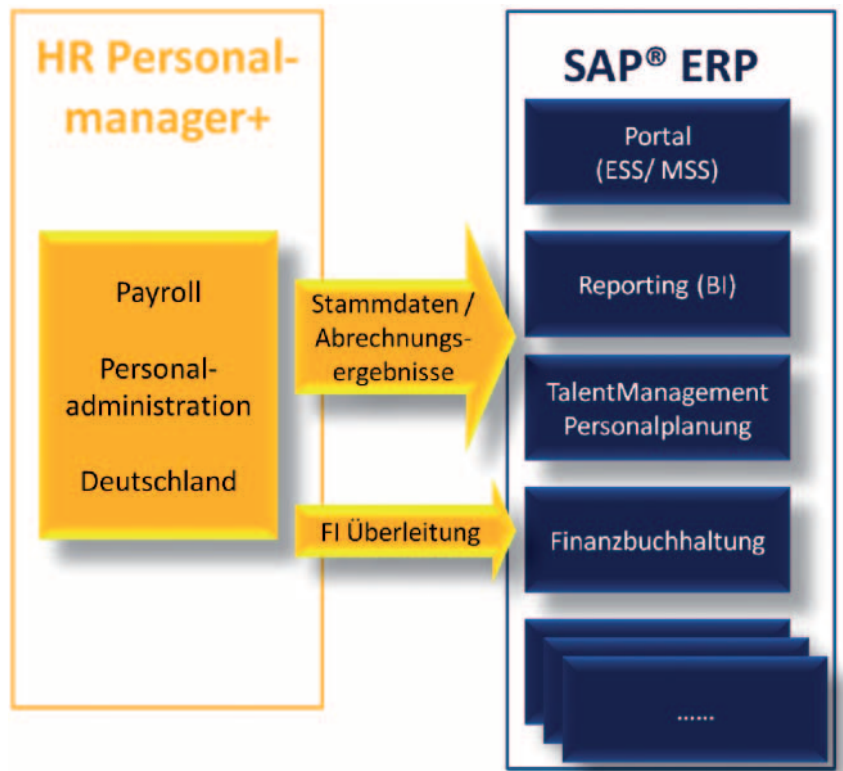 HR Personal-
manager+
Payroll
Personal-
administration
Deutschland
Stammdaten /
Abrechnungs-
ergebnisse
FI Überleitung
SAP® ERP
Portal
(ESS/ MSS)
Reporting (BI)
TalentManagement
Personalplanung
Finanzbuchhaltung
......